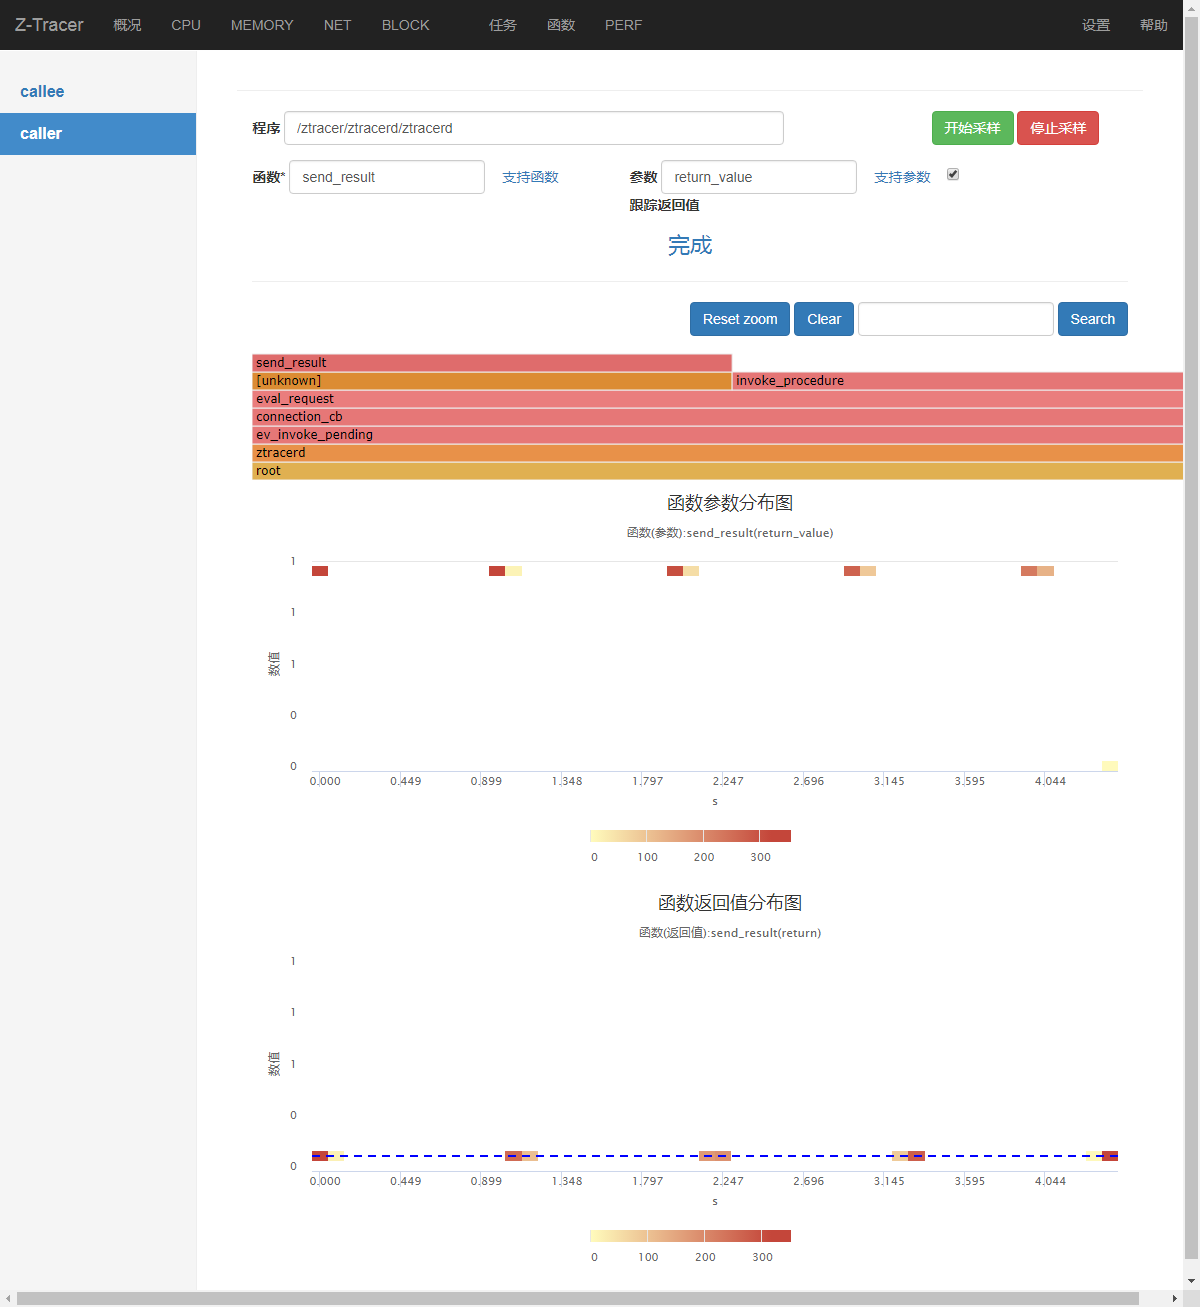 Z-Tracer 概况 CPU MEMORY NET BLOCK 任务 函数 PERF 设置 帮助
callee
caller
程序 /ztracer/ztracerd/ztracerd 开始采样 停止采样
函数* send_result 支持函数 参数 return_value 支持参数
跟踪返回值
完成
Reset zoom Clear Search
send_result
[unknown] invoke_procedure
eval_request
connection_cb
ev_invoke_pending
ztracerd
root
函数参数分布图
函数(参数):send_result(return_value)
1
1
数值 1
0
0
0.000 0.449 0.899 1.348 1.797 2.247 2.696 3.145 3.595 4.044
s
0 100 200 300
函数返回值分布图
函数(返回值):send_result(return)
1
1
数值 1
0
0
0.000 0.449 0.899 1.348 1.797 2.247 2.696 3.145 3.595 4.044
s
0 100 200 300